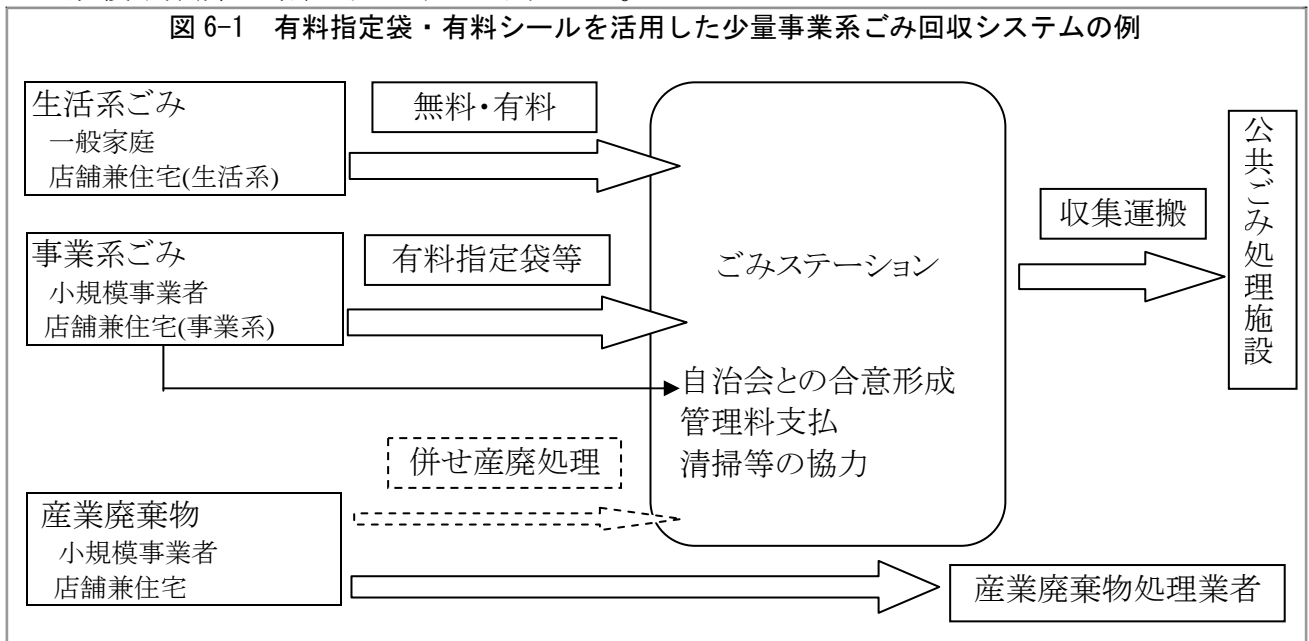 図 6-1　有料指定袋・有料シールを活用した少量事業系ごみ回収システムの例
生活系ごみ
一般家庭
店舗兼住宅(生活系)
無料・有料
事業系ごみ
小規模事業者
店舗兼住宅(事業系)
有料指定袋等
ごみステーション
自治会との合意形成
管理料支払
清掃等の協力
収集運搬
公共ごみ処理施設
併せ産廃処理
産業廃棄物
小規模事業者
店舗兼住宅
産業廃棄物処理業者